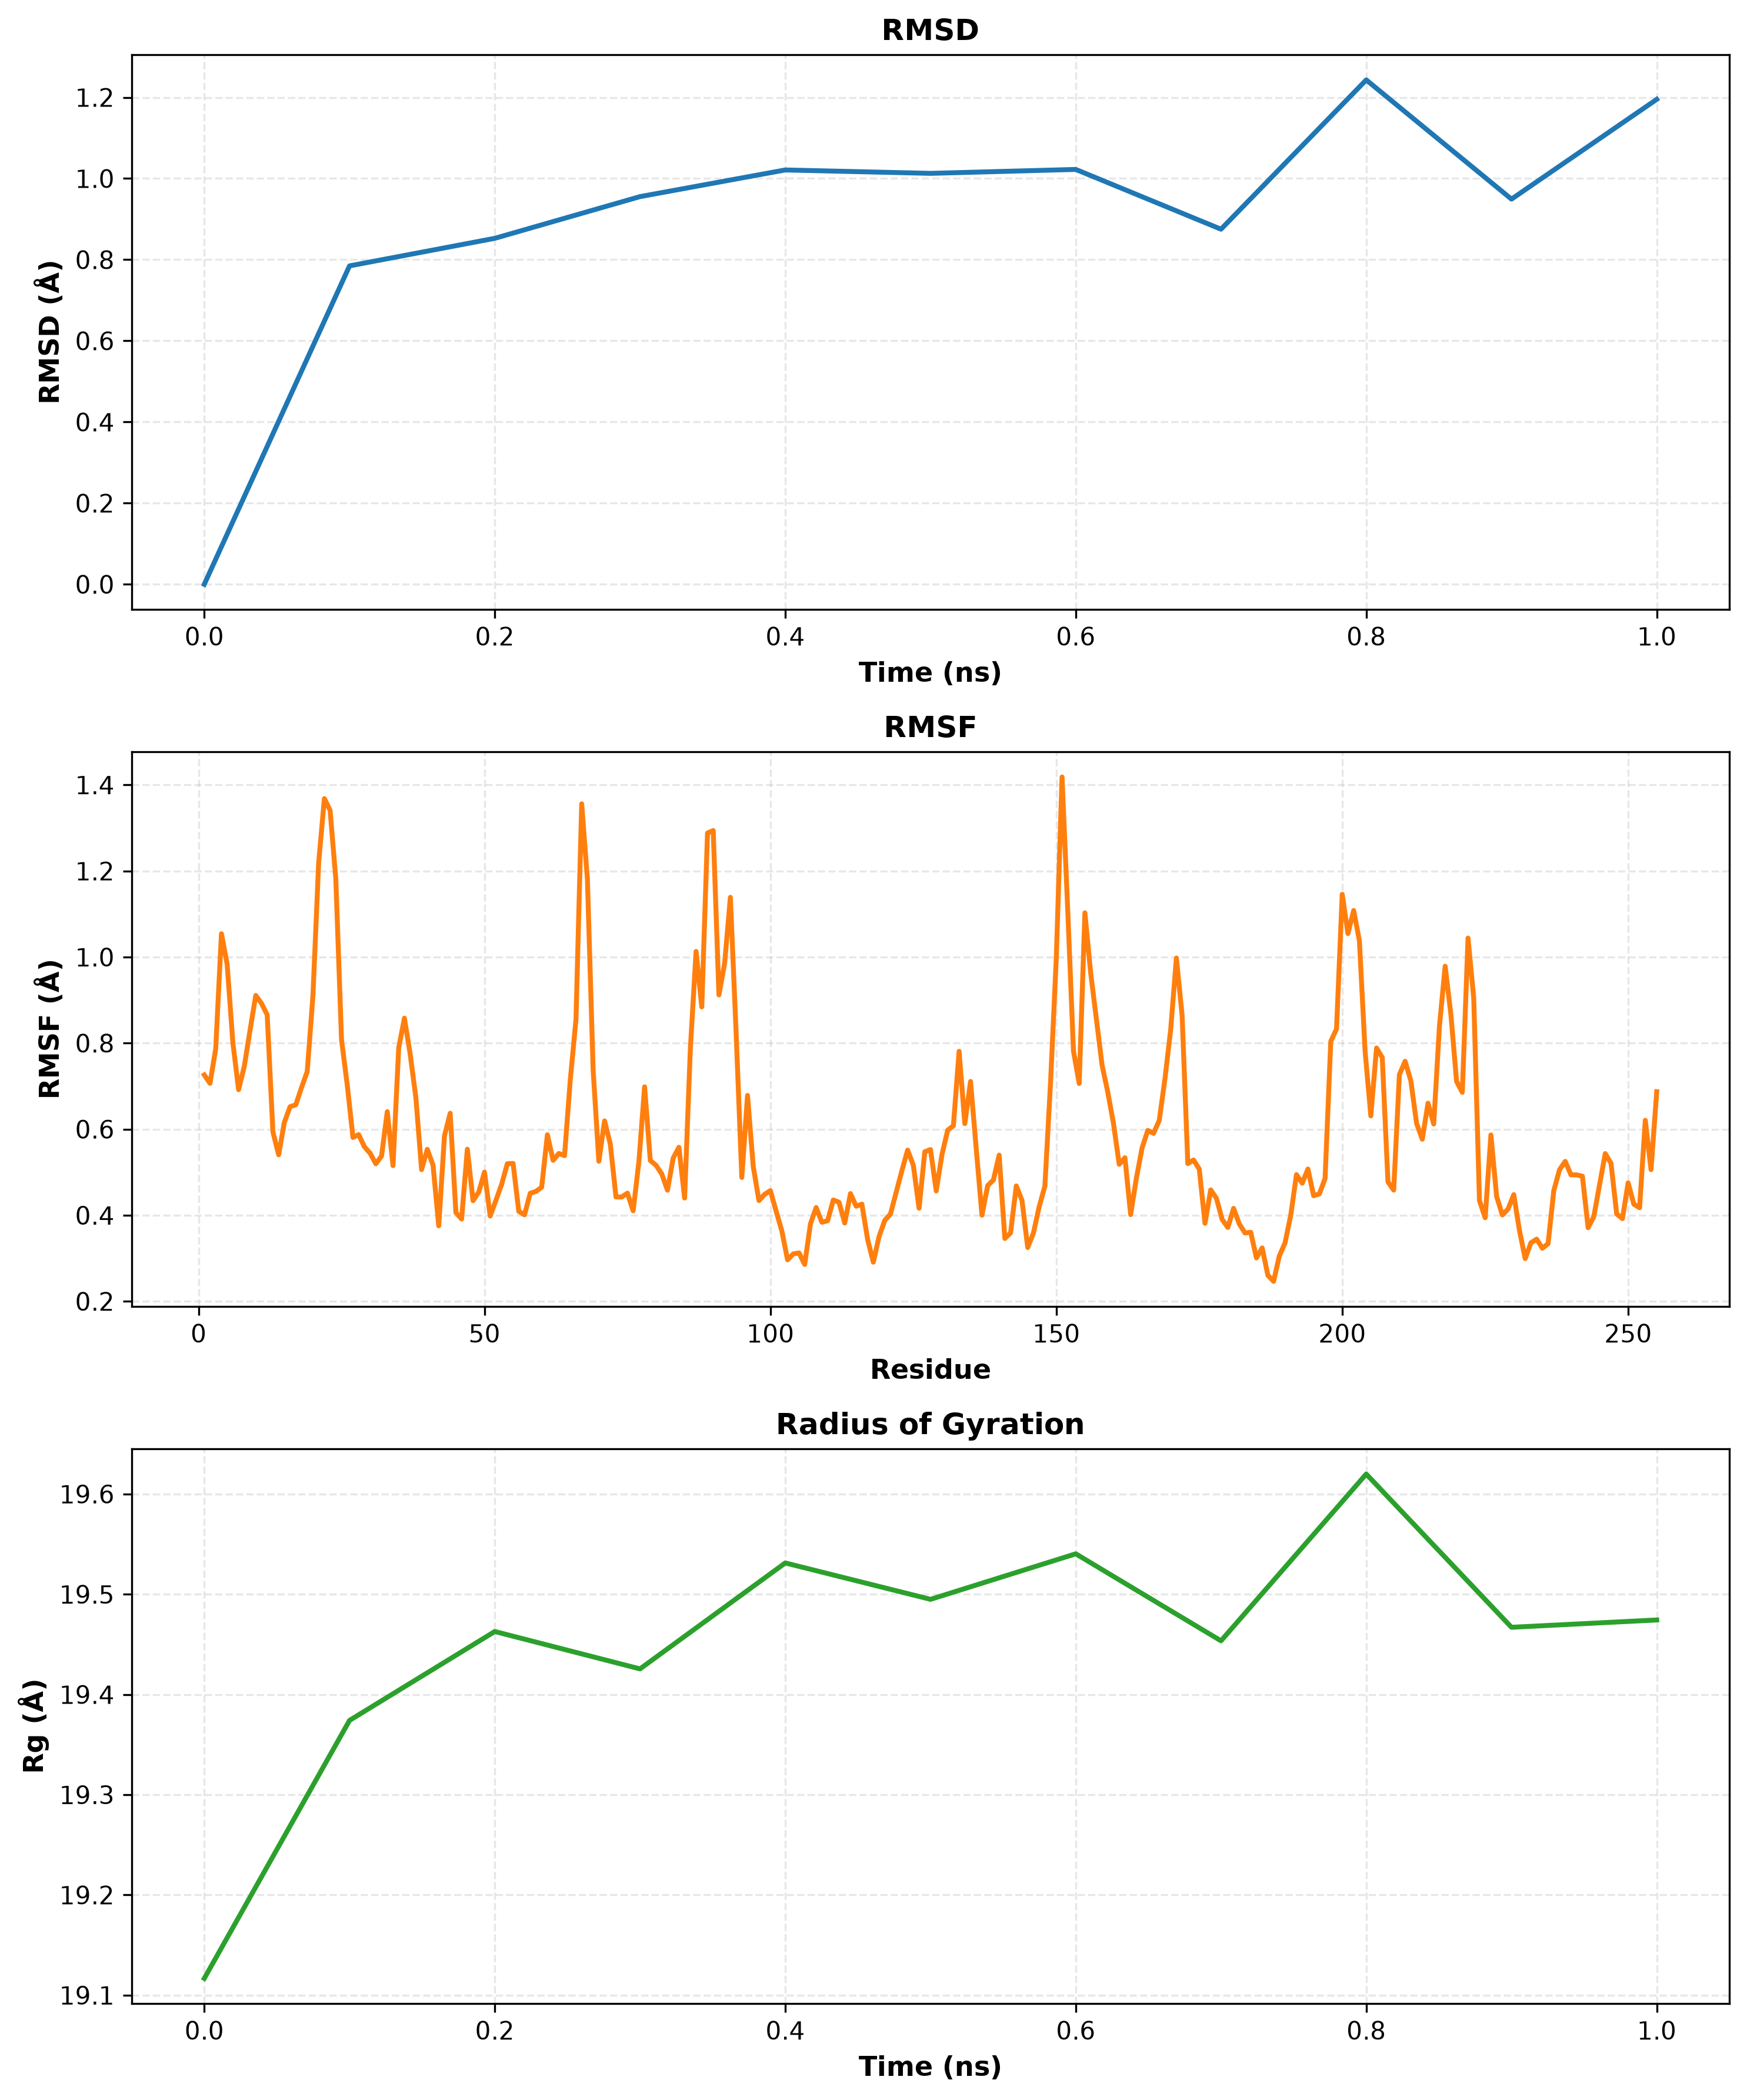 RMSD
RMSD (Å)
1.2
1.0
0.8
0.6
0.4
0.2
0.0
0.0 0.2 0.4 0.6 0.8 1.0
Time (ns)
RMSF
RMSF (Å)
1.4
1.2
1.0
0.8
0.6
0.4
0.2
0 50 100 150 200 250
Residue
Radius of Gyration
Rg (Å)
19.6
19.5
19.4
19.3
19.2
19.1
0.0 0.2 0.4 0.6 0.8 1.0
Time (ns)